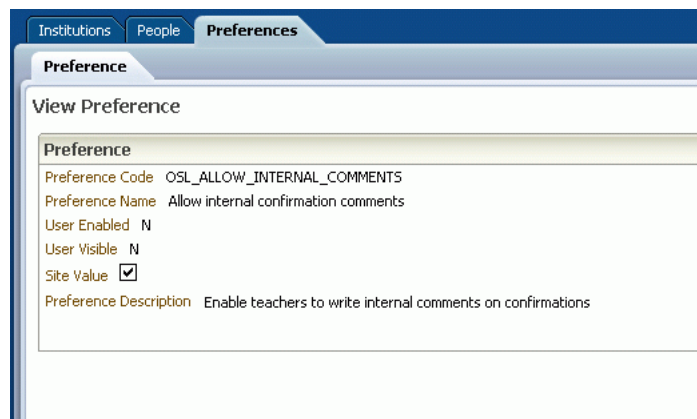 Institutions People Preferences
Preference
View Preference
Preference
Preference Code OSL_ALLOW_INTERNAL_COMMENTS
Preference Name Allow internal confirmation comments
User Enabled N
User Visible N
Site Value
Preference Description Enable teachers to write internal comments on confirmations